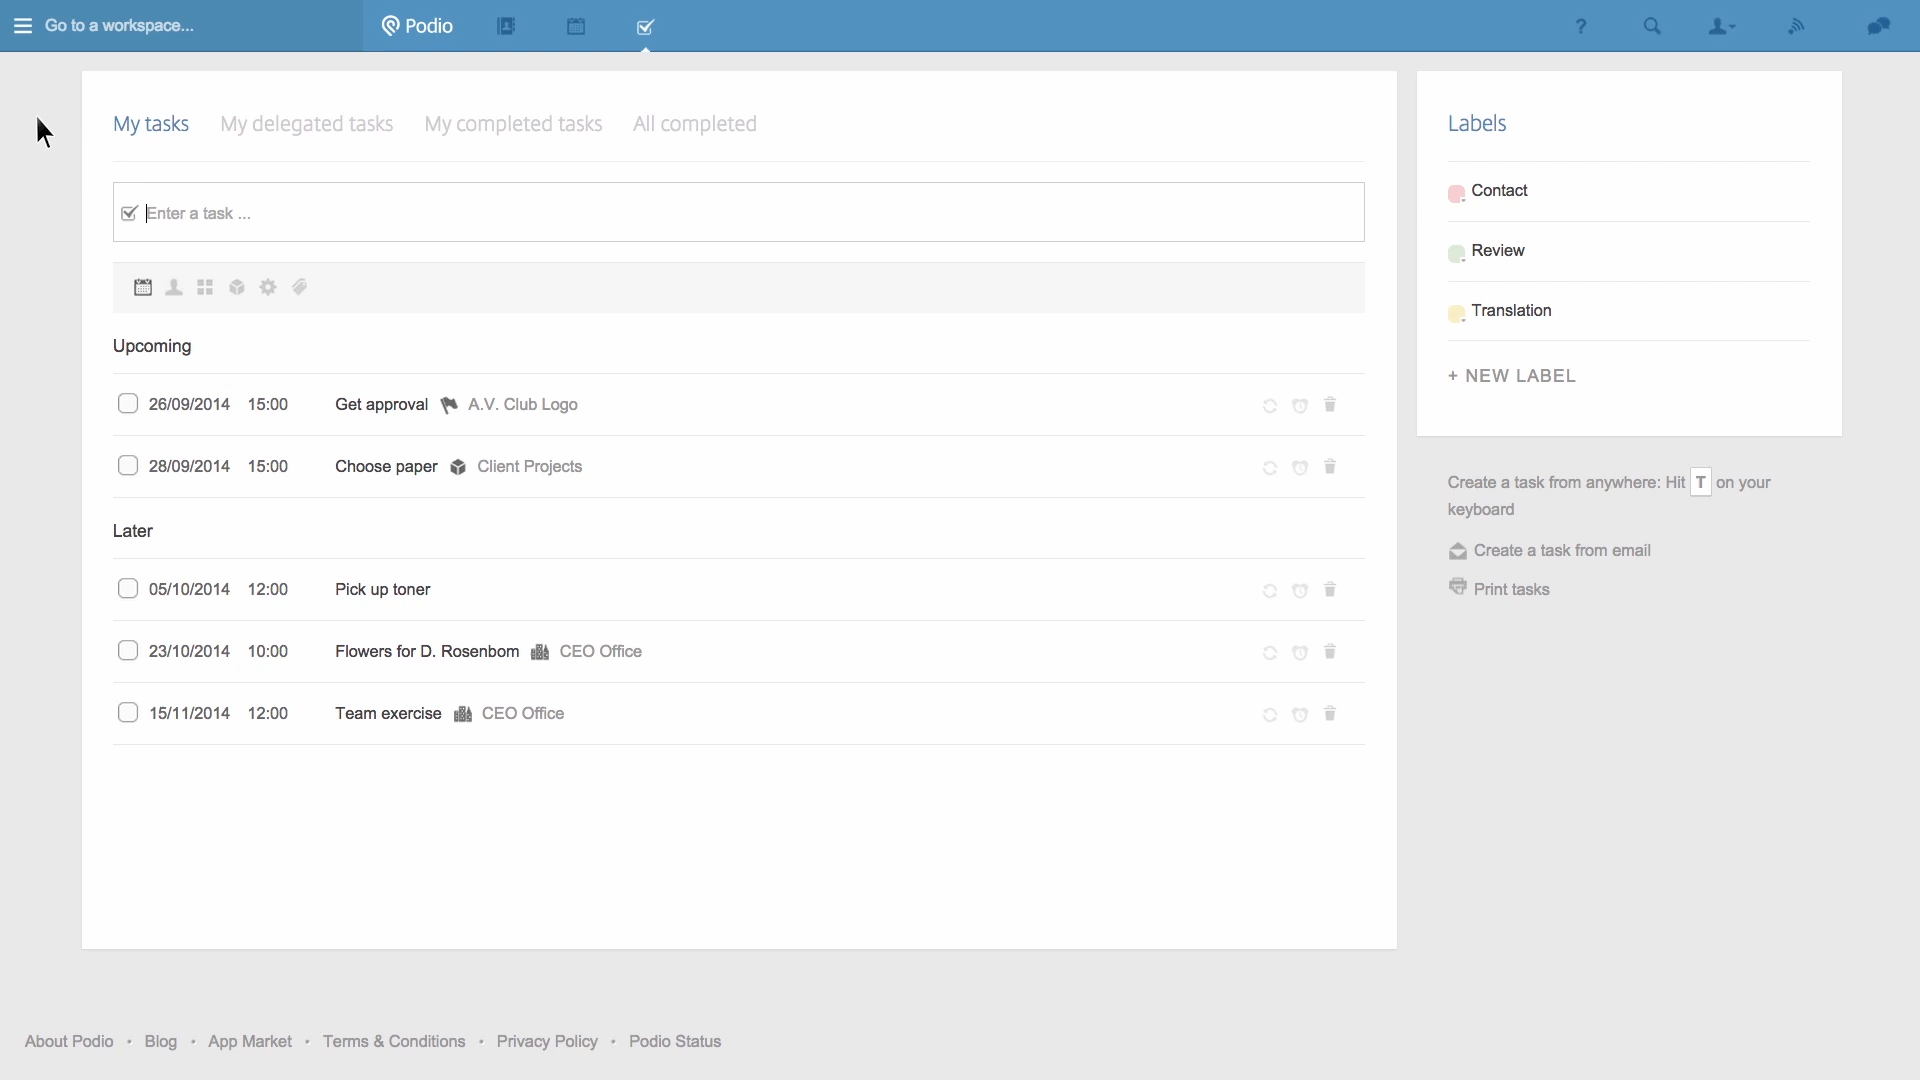 Go to a workspace...
Podio
?
My tasks My delegated tasks My completed tasks All completed
Enter a task ...
Upcoming
26/09/2014 15:00 Get approval A.V. Club Logo
28/09/2014 15:00 Choose paper Client Projects
Later
05/10/2014 12:00 Pick up toner
23/10/2014 10:00 Flowers for D. Rosenbom CEO Office
15/11/2014 12:00 Team exercise CEO Office
Labels
Contact
Review
Translation
+ NEW LABEL
Create a task from anywhere: Hit T on your
keyboard
Create a task from email
Print tasks
About Podio • Blog • App Market • Terms & Conditions • Privacy Policy • Podio Status